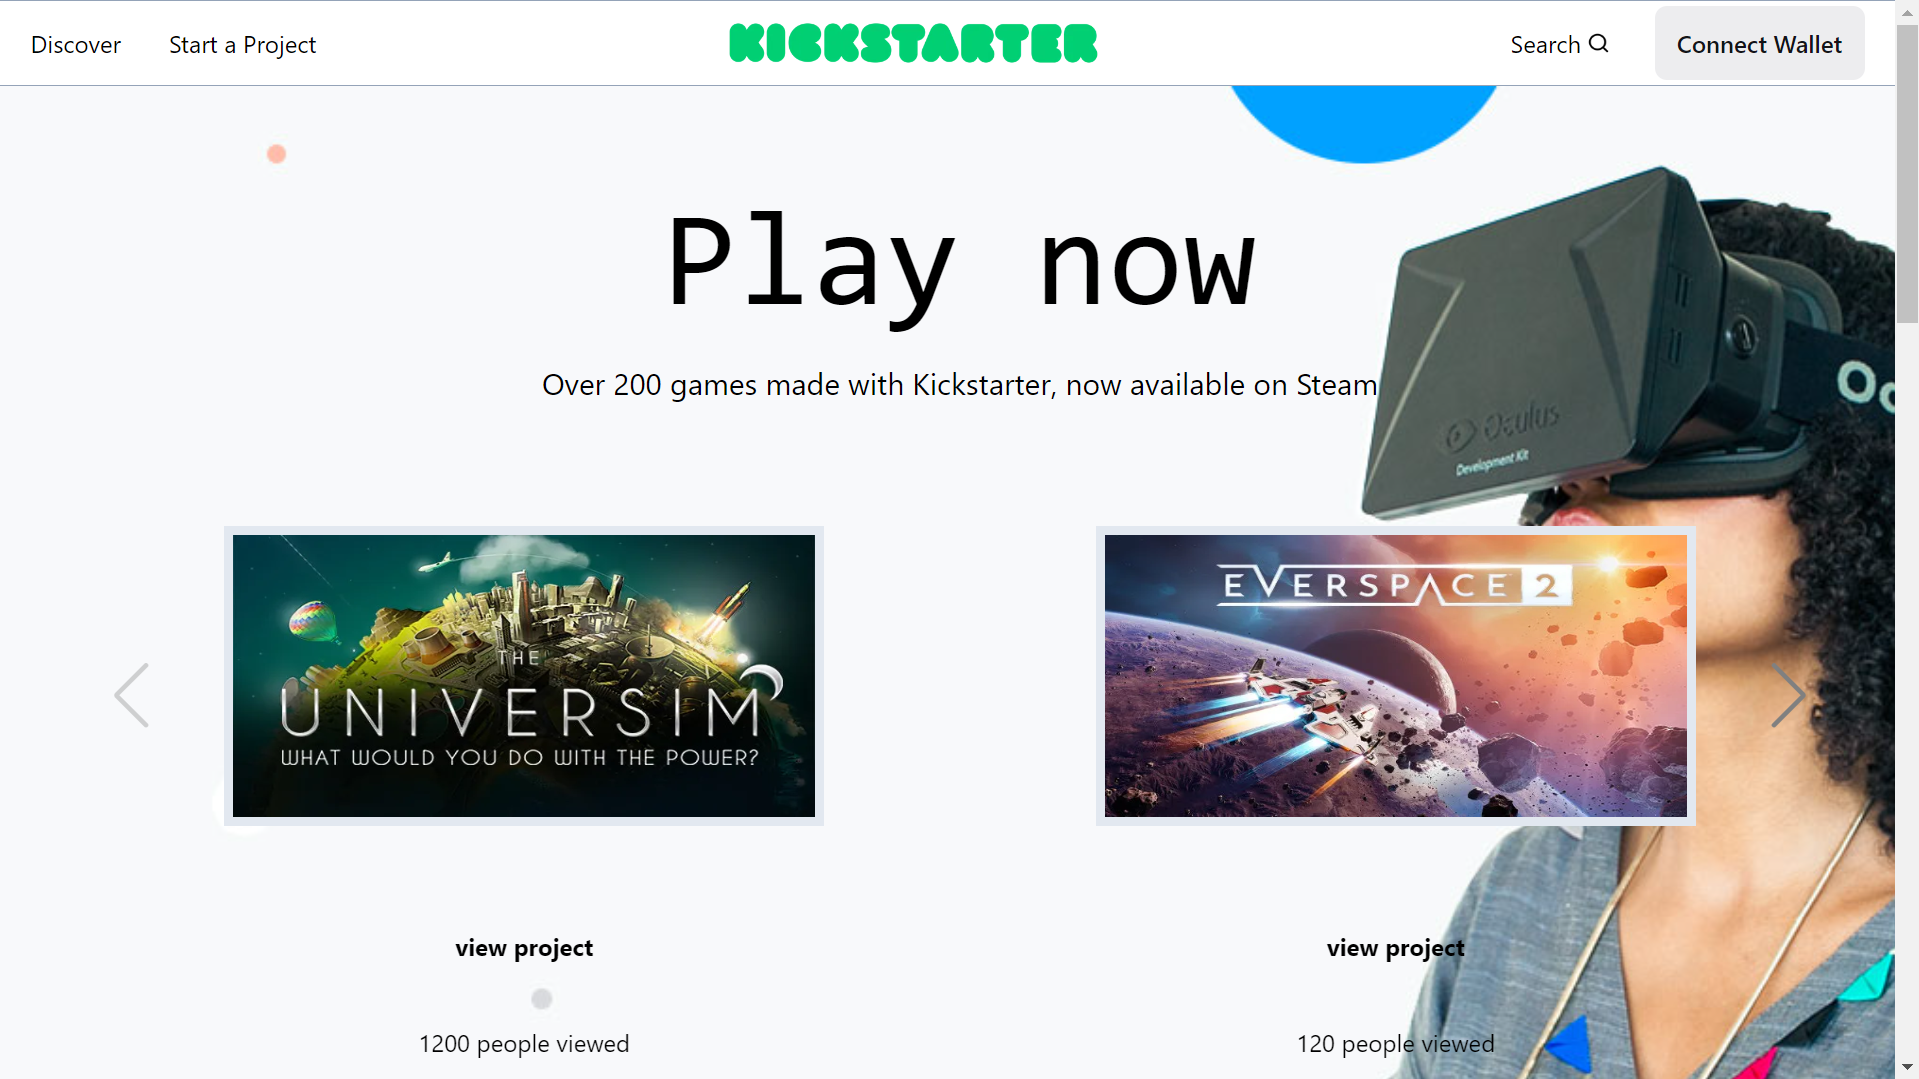 Discover
Start a Project
KICKSTARTER
Search
Connect Wallet
Play now
Over 200 games made with Kickstarter, now available on Steam
Oculus
Development Kit
Oc
THE
UNIVERSIM
WHAT WOULD YOU DO WITH THE POWER?
EVERSPACE 2
view project
view project
1200 people viewed
120 people viewed